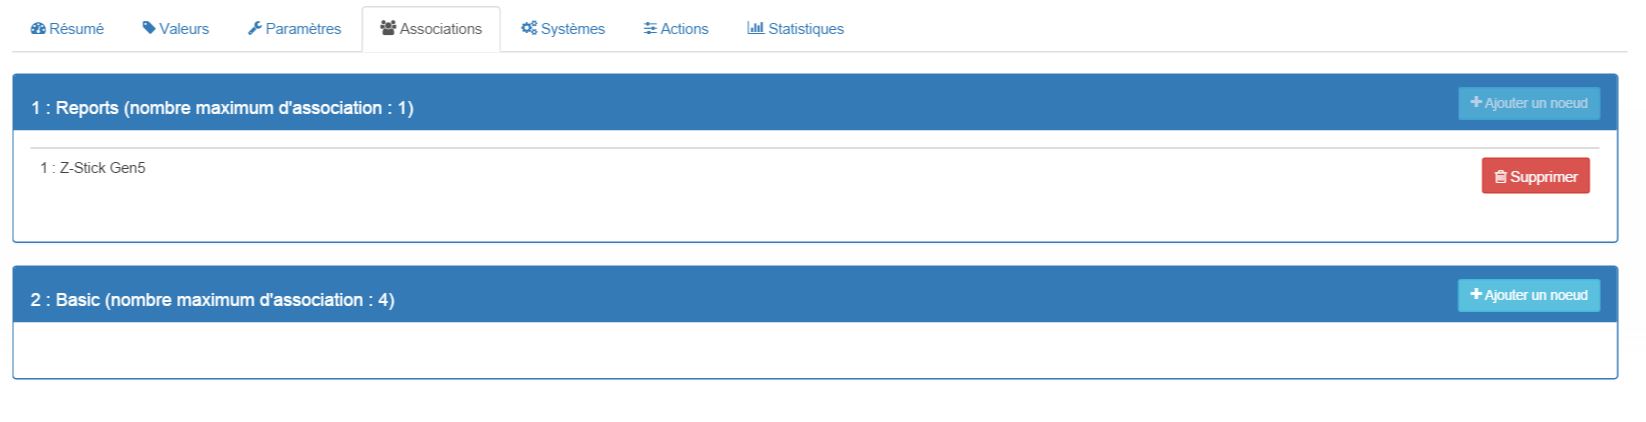 Résumé Valeurs Paramètres Associations Systèmes Actions Statistiques
1 : Reports (nombre maximum d'association : 1) Ajouter un noeud
1 : Z-Stick Gen5 Supprimer
2 : Basic (nombre maximum d'association : 4) Ajouter un noeud